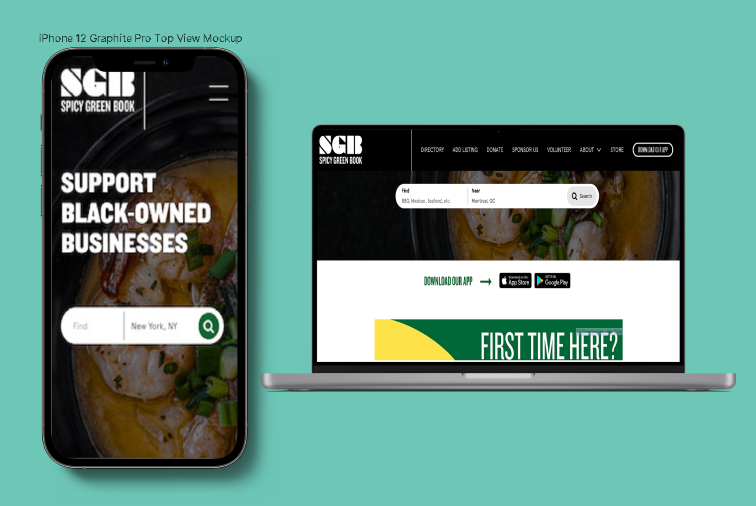 iPhone 12 Graphite Pro Top View Mockup
SGB
SPICY GREEN BOOK
SUPPORT
BLACK-OWNED
BUSINESSES
Find
New York, NY
SGB
SPICY GREEN BOOK
DIRECTORY ADD LISTING DONATE SPONSOR US VOLUNTEER ABOUT STORE DOWNLOAD OUR APP
Find Near
BBQ, Mexican, Seafood, etc. Montreal, QC Search
DOWNLOAD OUR APP
Download on the
App Store
GET IT ON
Google Play
FIRST TIME HERE?